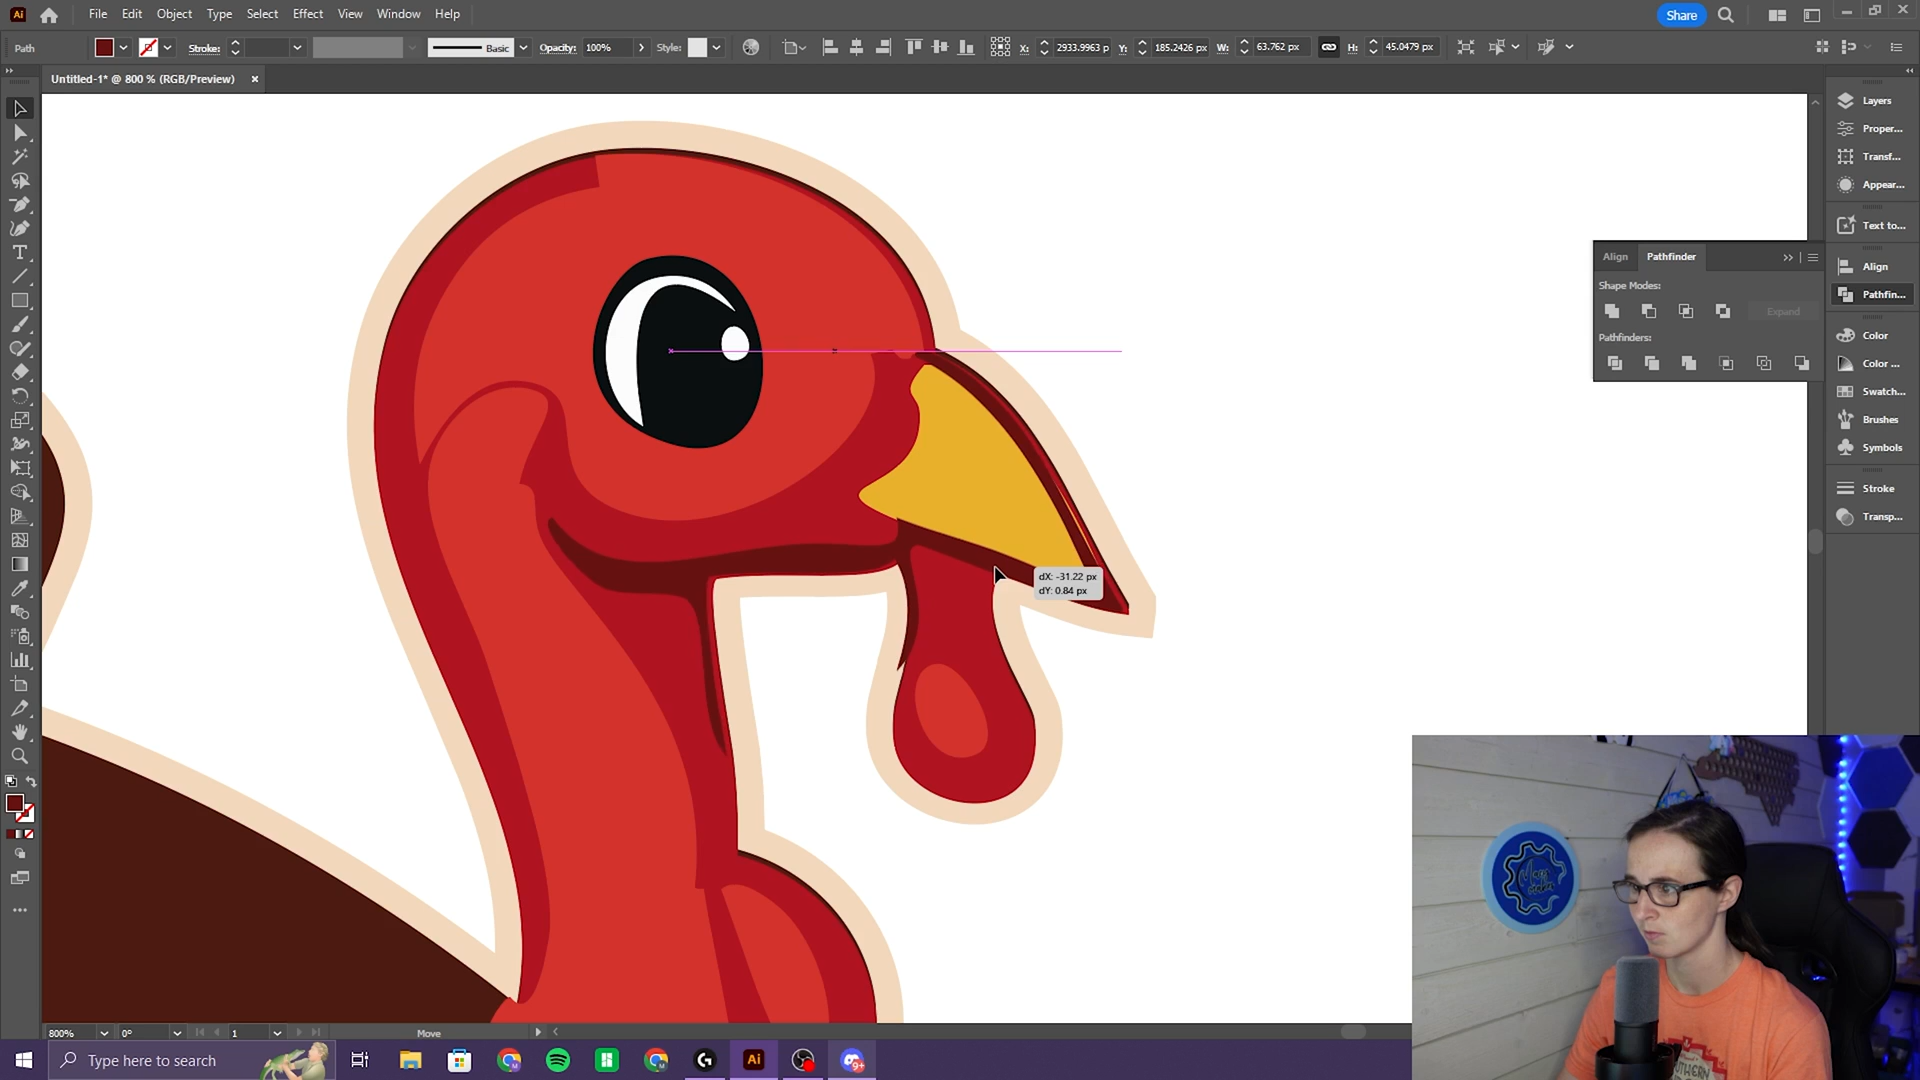 Ai File Edit Object Type Select Effect View Window Help Share
Path Stroke: Basic Opacity: 100% Style: X: 2933.9963 p Y: 185.2426 px W: 63.762 px H: 45.0479 px
Untitled-1* @ 800 % (RGB/Preview) ×
Layers
Proper...
Transf...
Appear...
Text to...
Align
Pathfin...
Color
Color ...
Swatch...
Brushes
Symbols
Stroke
Transp...
Align Pathfinder
Shape Modes:
Expand
Pathfinders:
dX: -31.22 px
dY: 0.84 px
800% 0° 1 Move
Type here to search
Ai
9+